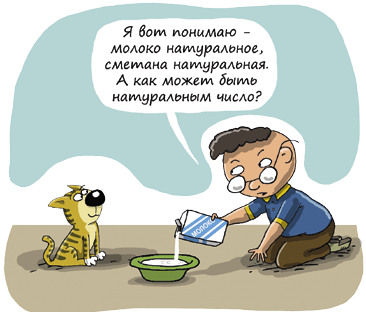 Я вот понимаю -
молоко натуральное,
сметана натуральная.
А как может быть
натуральным число?
МОЛОКО